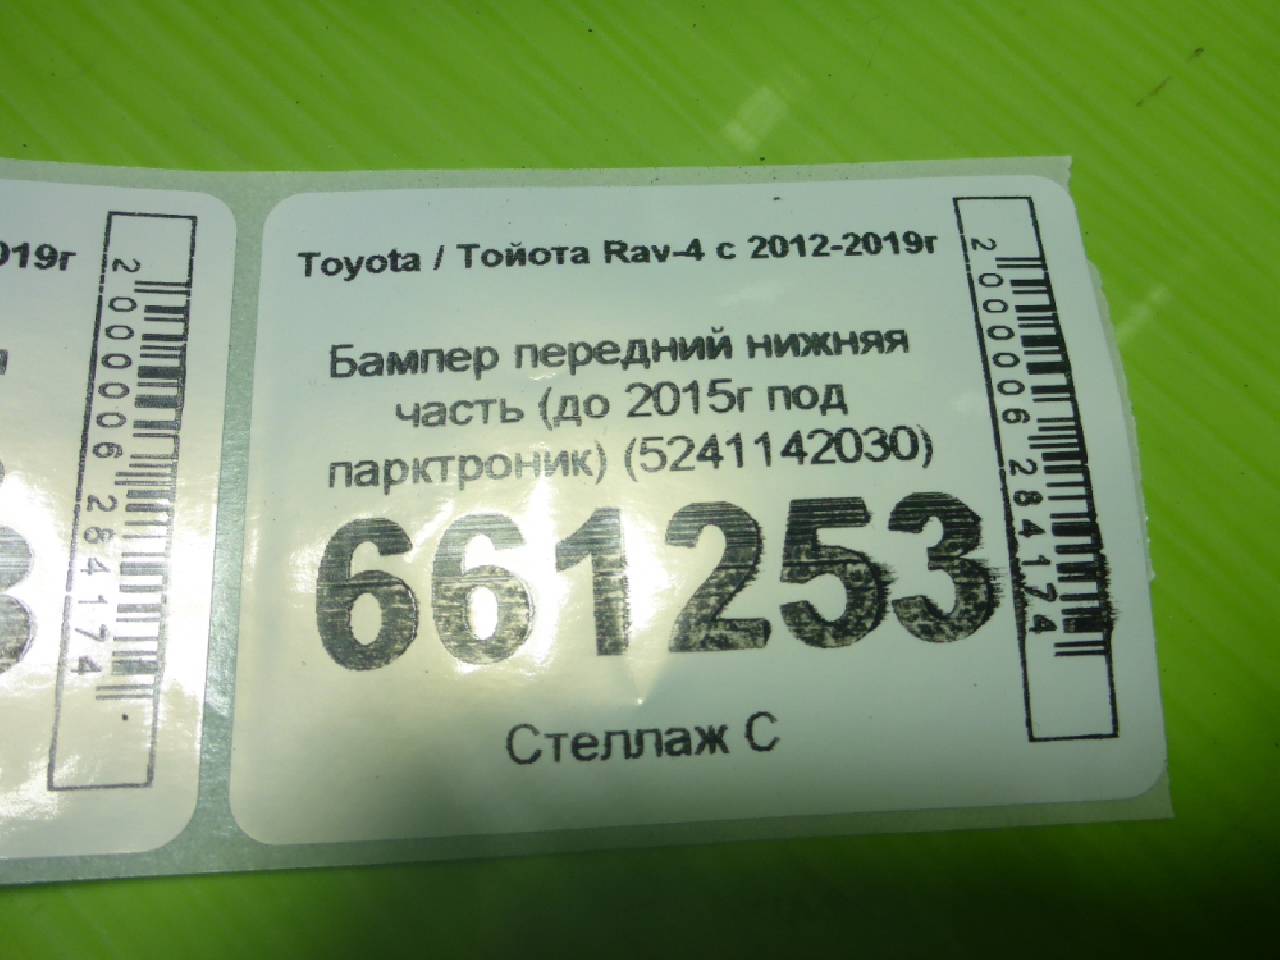 019г
2000006284174
Toyota / Тойота Rav-4 с 2012-2019г
Бампер передний нижняя
часть (до 2015г под
парктроник) (5241142030)
661253
Стеллаж С
2000006284174